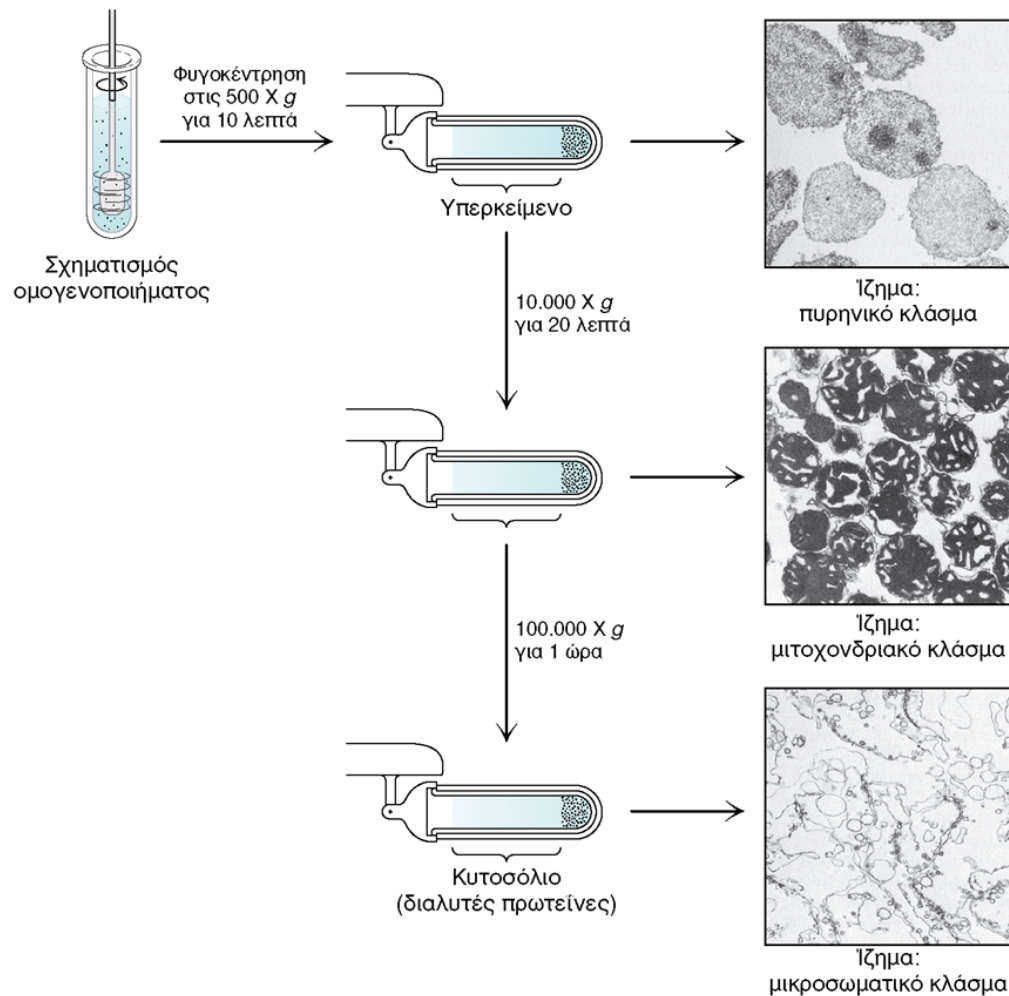 Φυγοκέντρηση
στις 500 X g
για 10 λεπτά
Υπερκείμενο
Σχηματισμός
ομογενοποιήματος
Ίζημα:
πυρηνικό κλάσμα
10.000 X g
για 20 λεπτά
Ίζημα:
μιτοχονδριακό κλάσμα
100.000 X g
για 1 ώρα
Κυτοσόλιο
(διαλυτές πρωτεΐνες)
Ίζημα:
μικροσωματικό κλάσμα